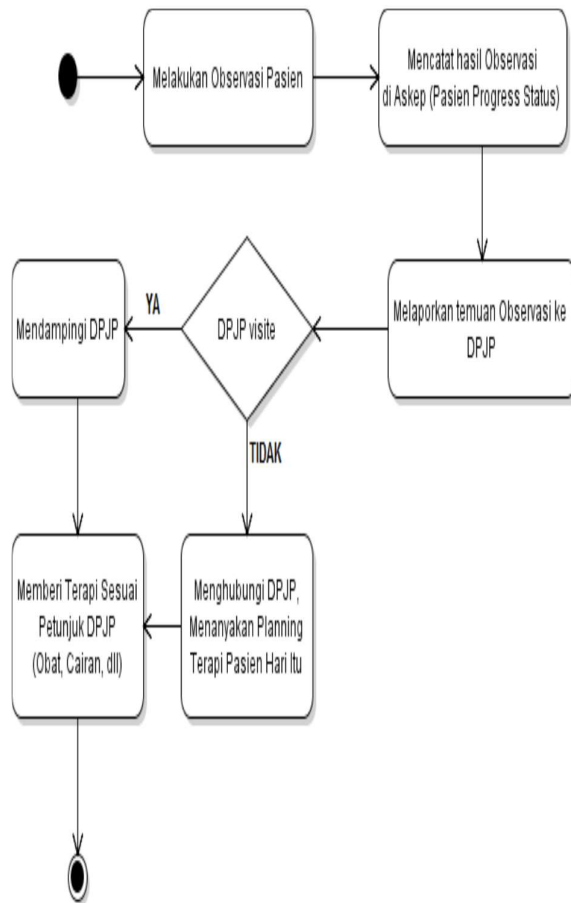 Melakukan Observasi Pasien
Mencatat hasil Observasi
di Askep (Pasien Progress Status)
Melaporkan temuan Observasi ke
DPJP
DPJP visite
YA
Mendampingi DPJP
TIDAK
Menghubungi DPJP,
Menanyakan Planning
Terapi Pasien Hari Itu
Memberi Terapi Sesuai
Petunjuk DPJP
(Obat, Cairan, dll)